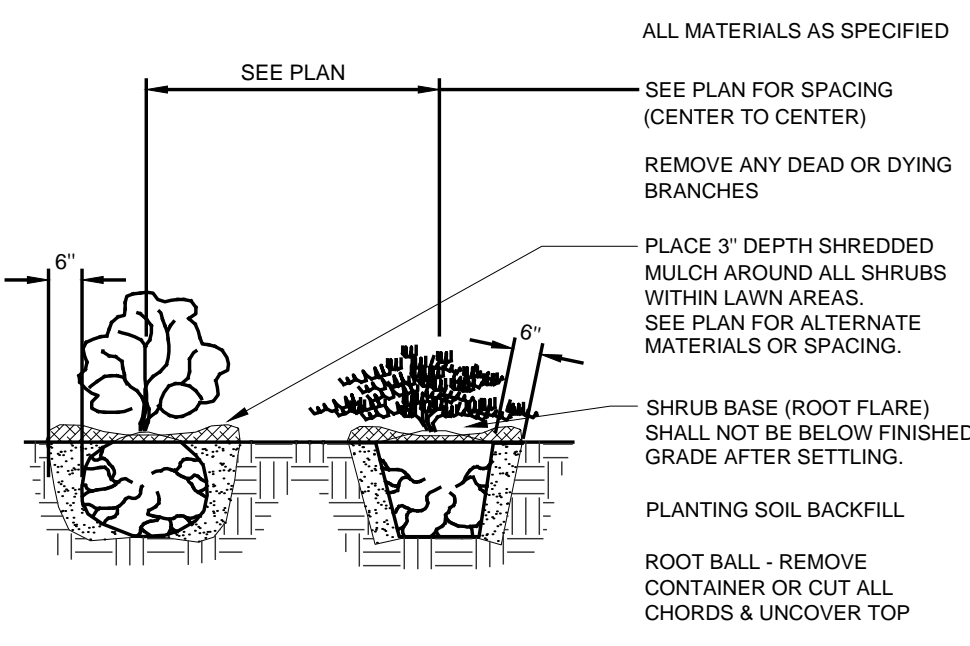 ALL MATERIALS AS SPECIFIED
SEE PLAN
SEE PLAN FOR SPACING
(CENTER TO CENTER)
REMOVE ANY DEAD OR DYING
BRANCHES
6"
PLACE 3" DEPTH SHREDDED
MULCH AROUND ALL SHRUBS
WITHIN LAWN AREAS.
SEE PLAN FOR ALTERNATE
MATERIALS OR SPACING.
6"
SHRUB BASE (ROOT FLARE)
SHALL NOT BE BELOW FINISHED
GRADE AFTER SETTLING.
PLANTING SOIL BACKFILL
ROOT BALL - REMOVE
CONTAINER OR CUT ALL
CHORDS & UNCOVER TOP